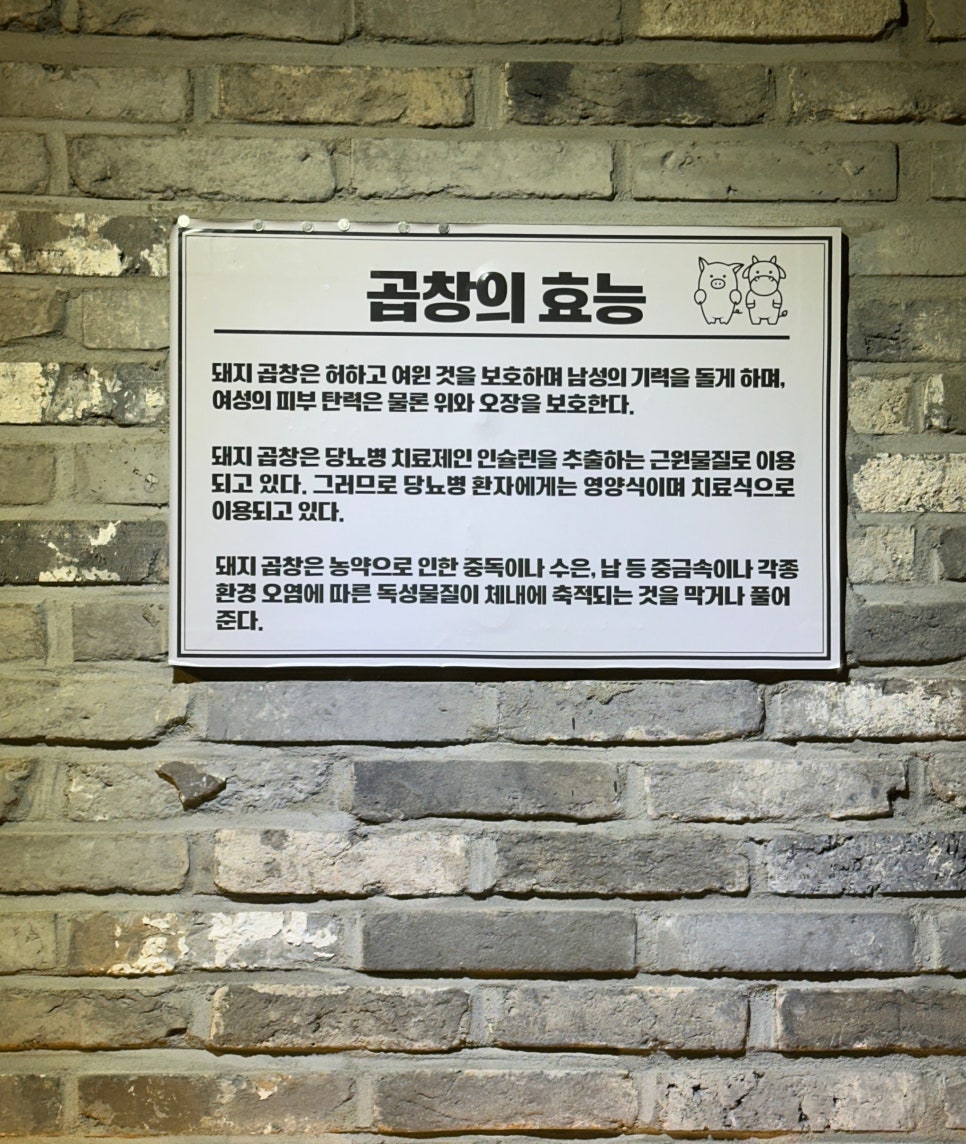 곱창의 효능
돼지 곱창은 허하고 여윈 것을 보호하며 남성의 기력을 돌게 하며,
여성의 피부 탄력은 물론 위와 오장을 보호한다.
돼지 곱창은 당뇨병 치료제인 인슐린을 추출하는 근원물질로 이용
되고 있다. 그러므로 당뇨병 환자에게는 영양식이며 치료식으로
이용되고 있다.
돼지 곱창은 농약으로 인한 중독이나 수은, 납 등 중금속이나 각종
환경 오염에 따른 독성물질이 체내에 축적되는 것을 막거나 풀어
준다.